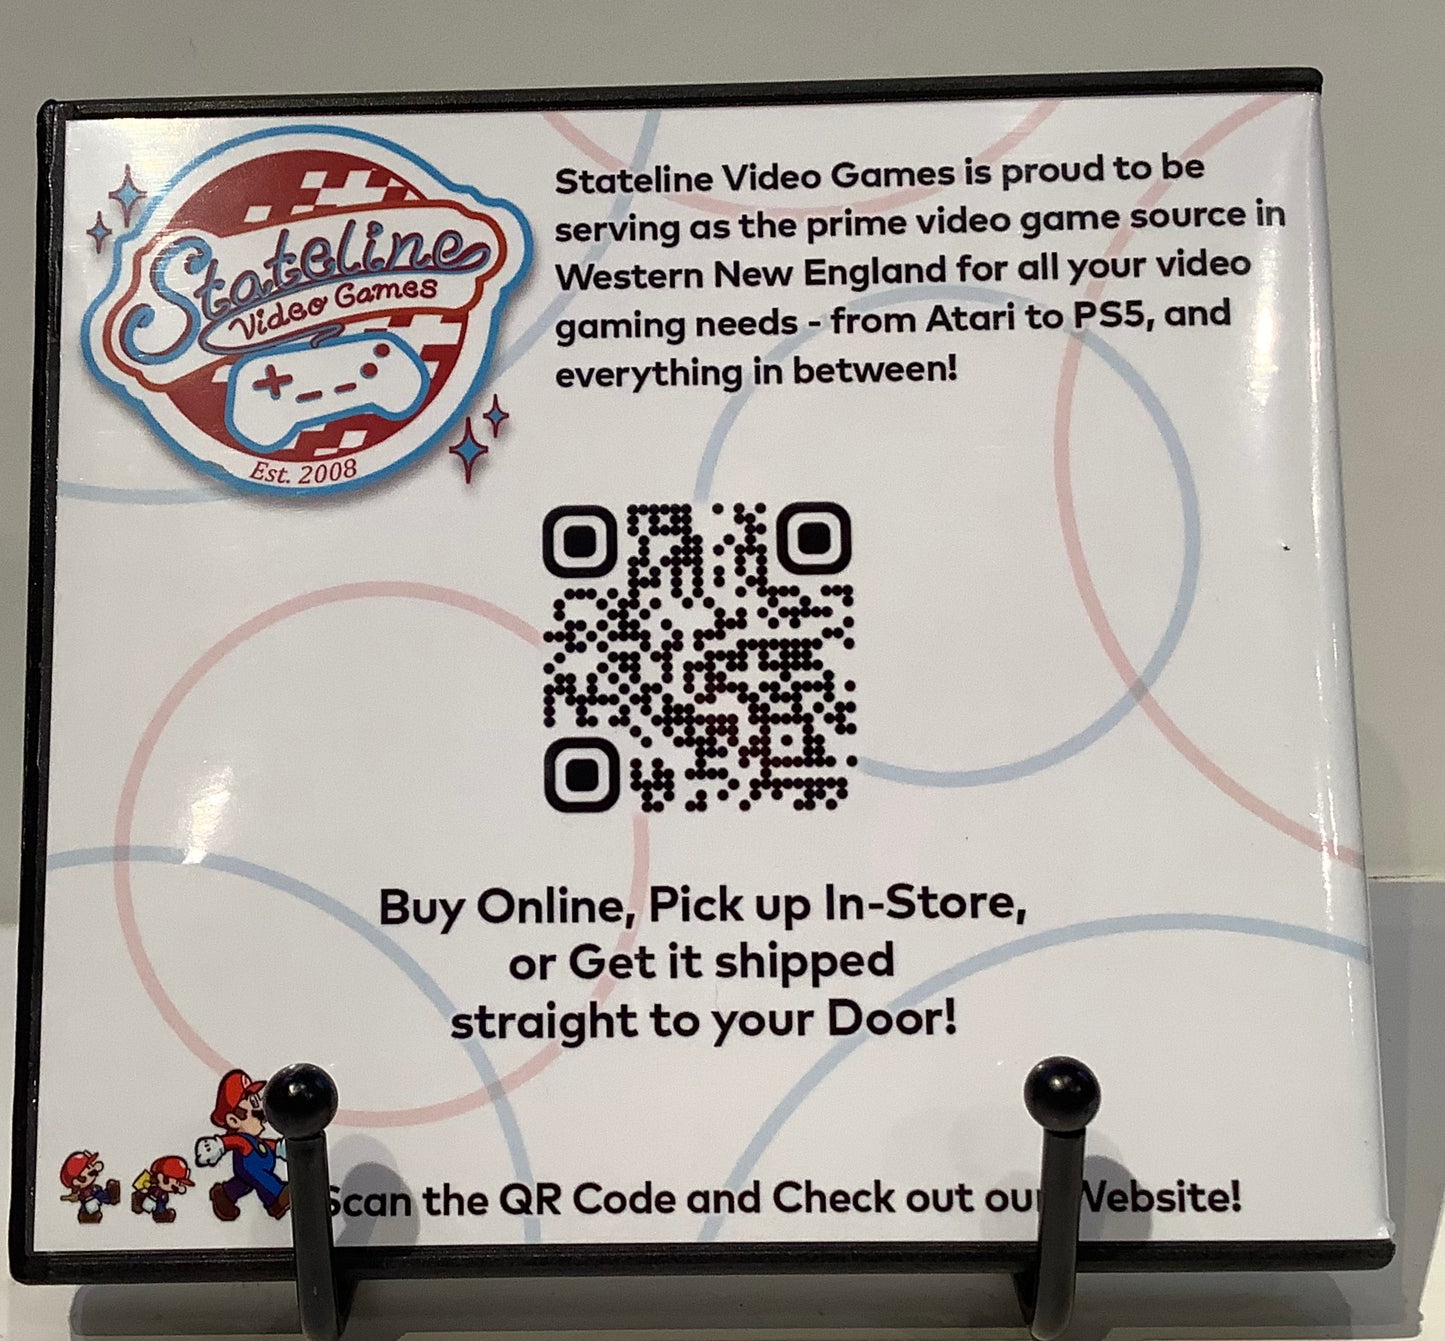 Stateline
Video Games
Est. 2008
Stateline Video Games is proud to be
serving as the prime video game source in
Western New England for all your video
gaming needs - from Atari to PS5, and
everything in between!
Buy Online, Pick up In-Store,
or Get it shipped
straight to your Door!
Scan the QR Code and Check out our Website!